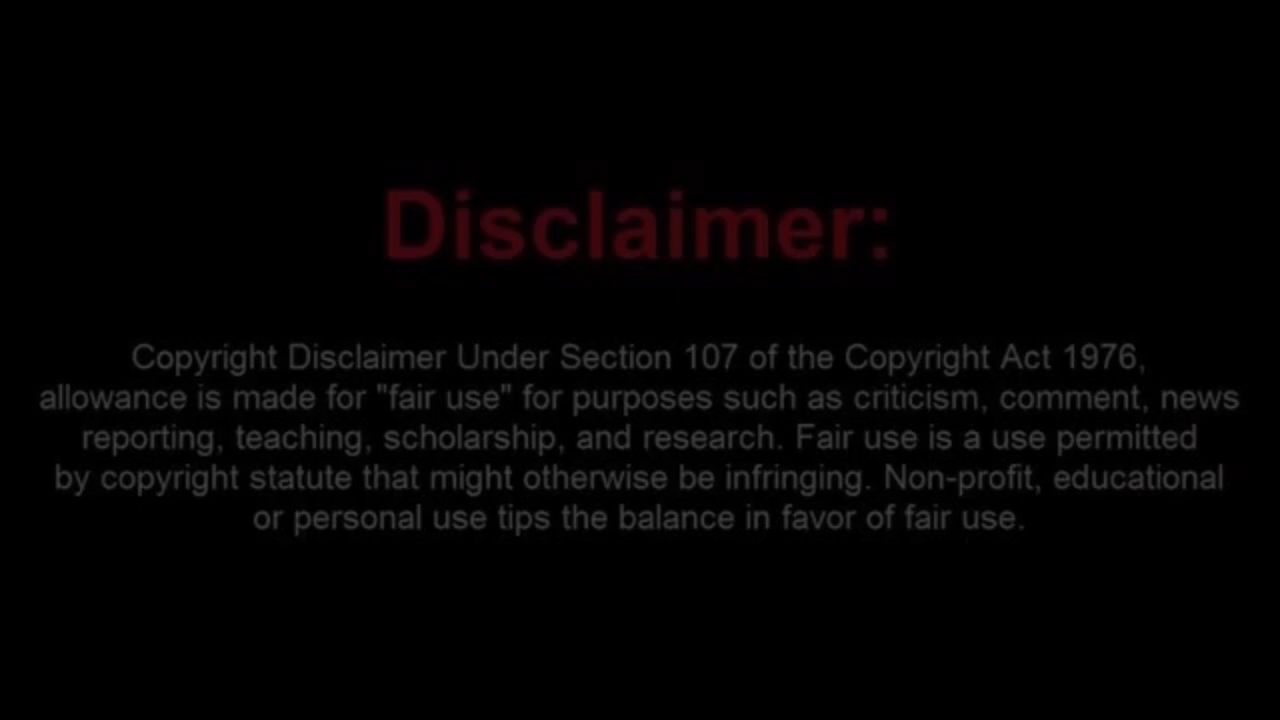 Disclaimer:
Copyright Disclaimer Under Section 107 of the Copyright Act 1976,
allowance is made for "fair use" for purposes such as criticism, comment, news
reporting, teaching, scholarship, and research. Fair use is a use permitted
by copyright statute that might otherwise be infringing. Non-profit, educational
or personal use tips the balance in favor of fair use.